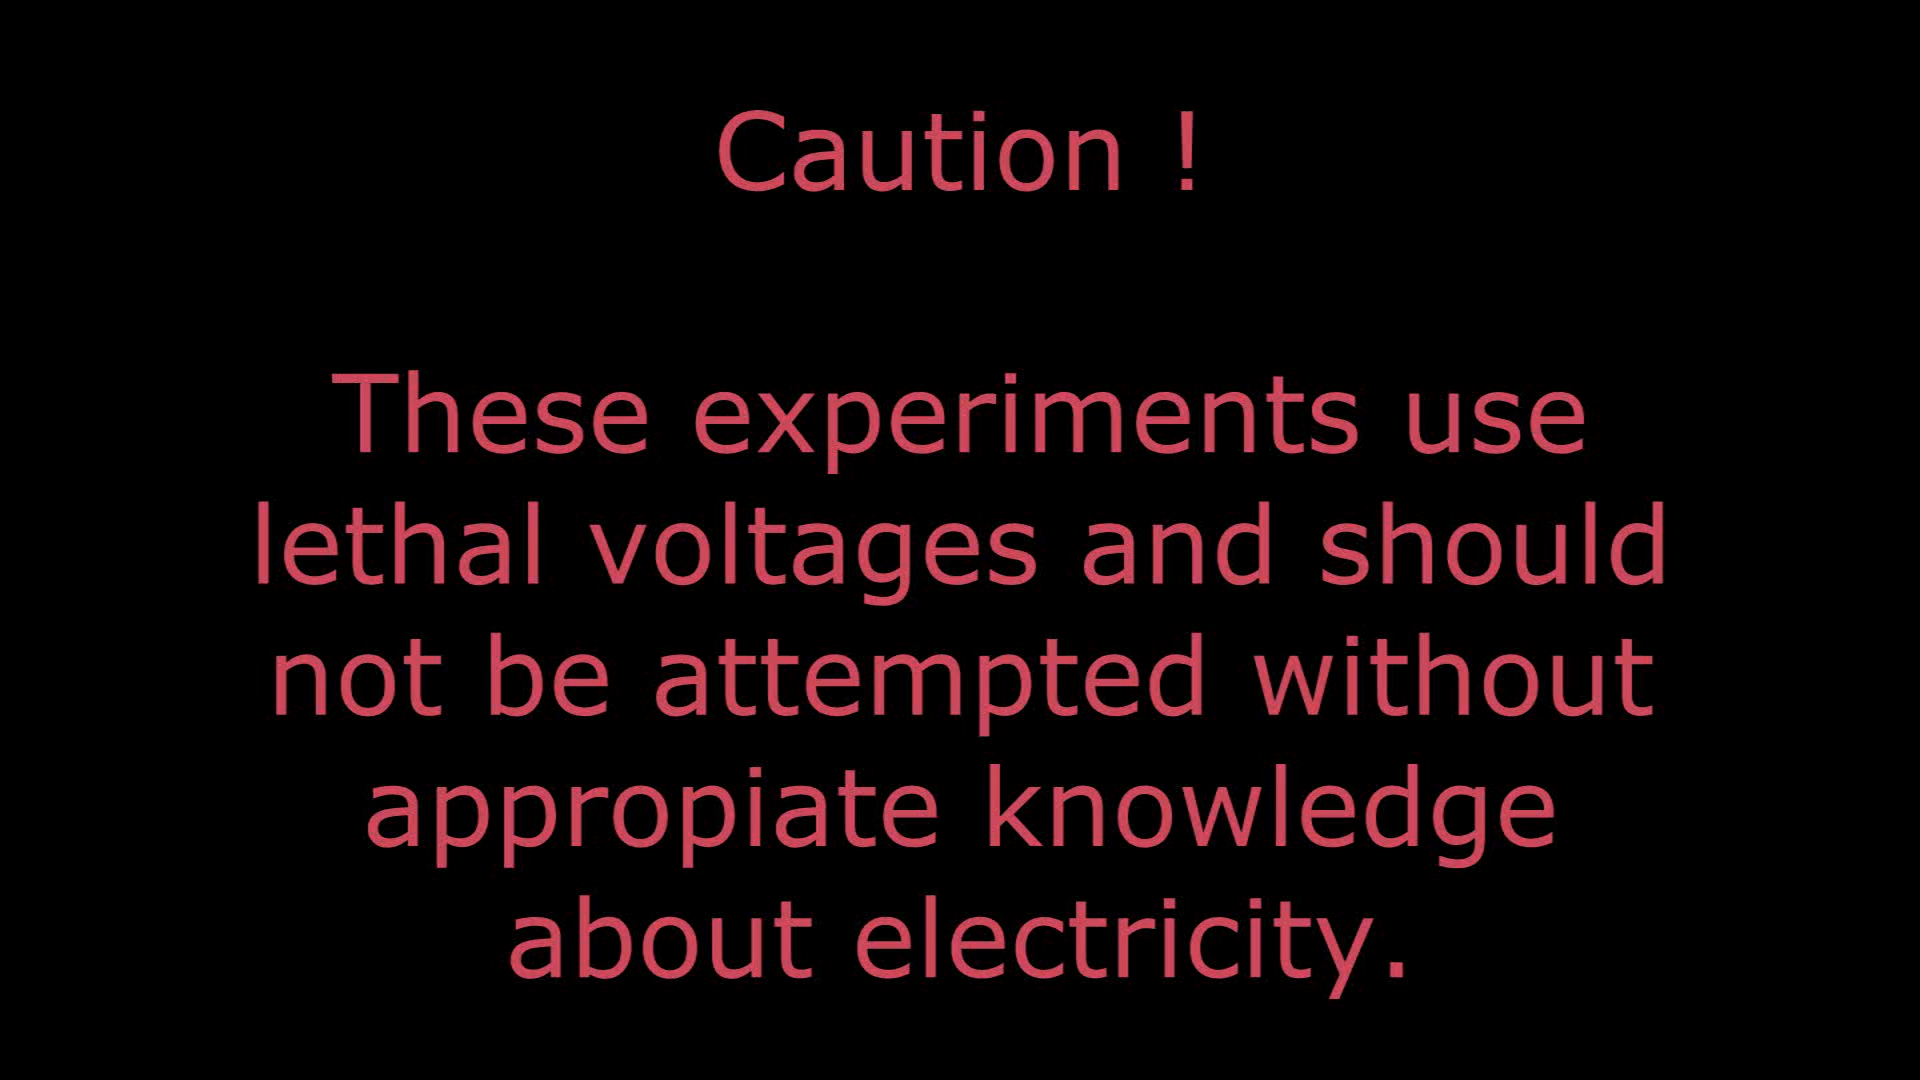 Caution !
These experiments use
lethal voltages and should
not be attempted without
appropiate knowledge
about electricity.